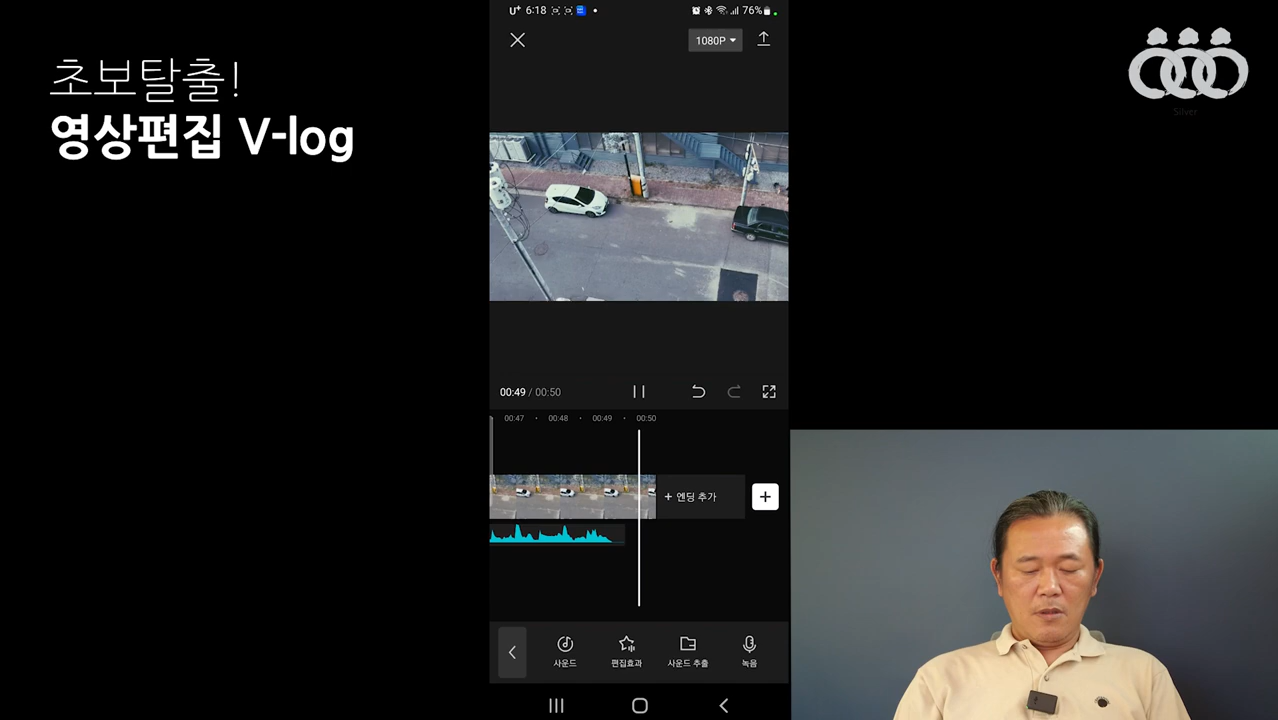 초보탈출!
영상편집 V-log
Silver
U+ 6:18
76%
1080P
00:49 / 00:50
00:47 00:48 00:49 00:50
+ 엔딩 추가
+
사운드 편집효과 사운드 추출 녹음